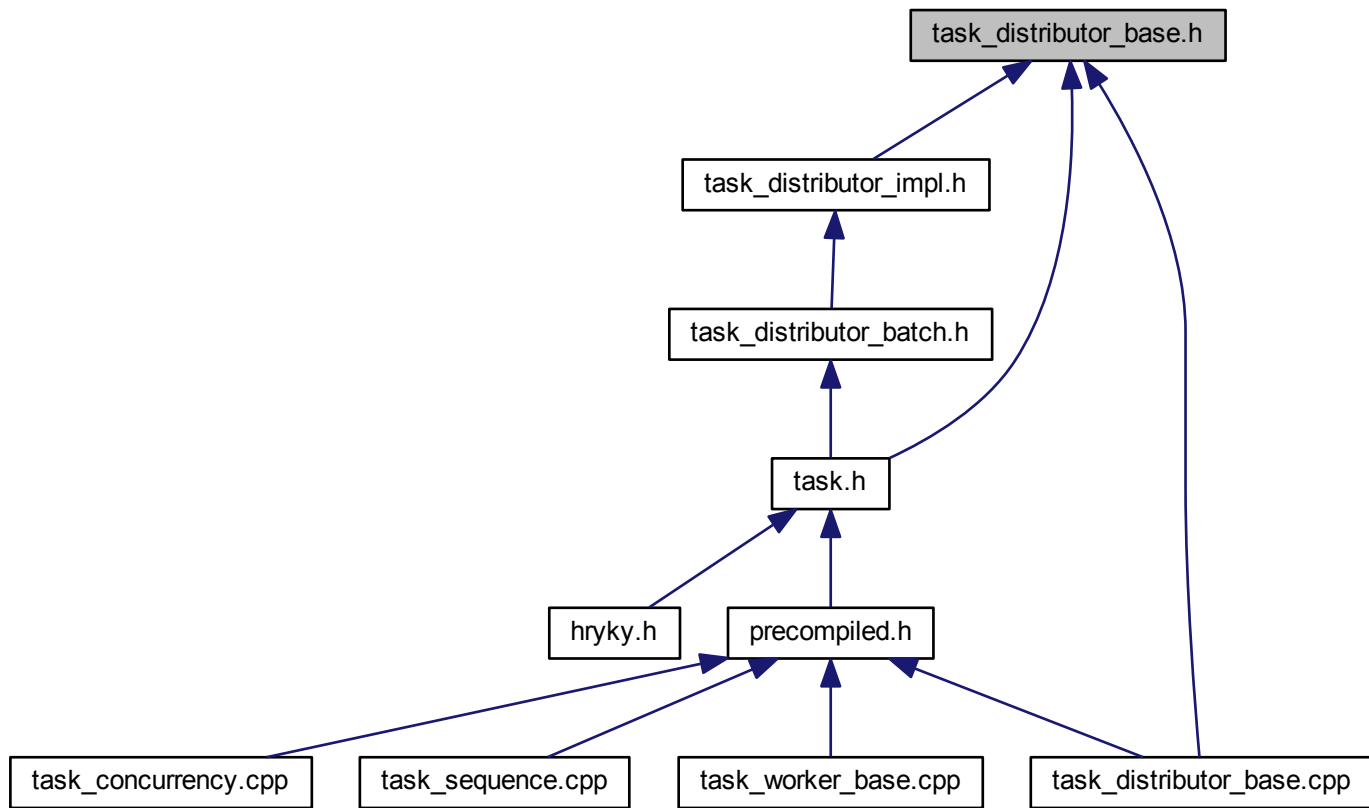 task_distributor_base.h
task_distributor_impl.h
task_distributor_batch.h
task.h
hryky.h
precompiled.h
task_concurrency.cpp
task_sequence.cpp
task_worker_base.cpp
task_distributor_base.cpp